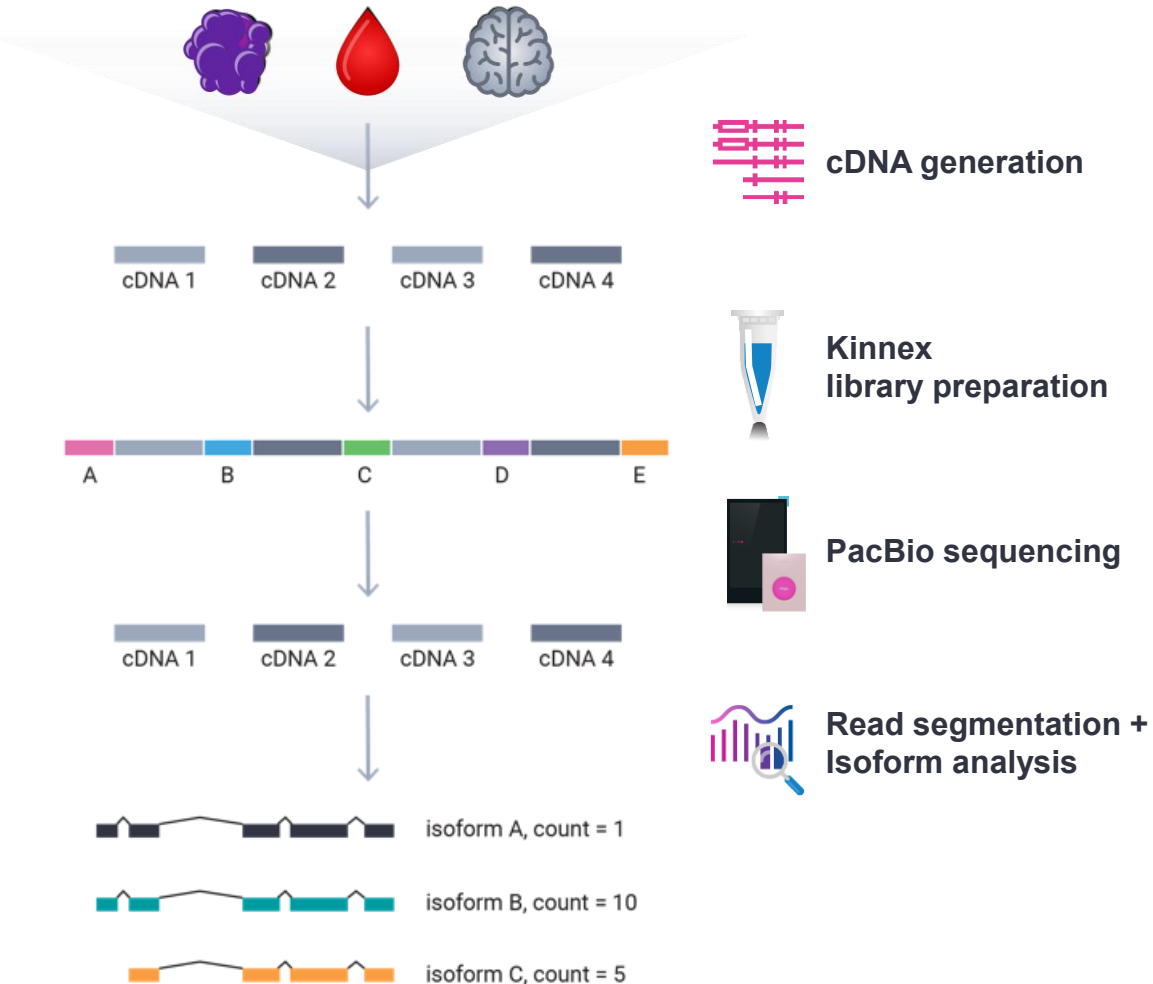 cDNA generation
cDNA 1
cDNA 2
cDNA 3
cDNA 4
Kinnex
library preparation
A
B
C
D
E
PacBio sequencing
cDNA 1
cDNA 2
cDNA 3
cDNA 4
Read segmentation +
Isoform analysis
isoform A, count = 1
isoform B, count = 10
isoform C, count = 5